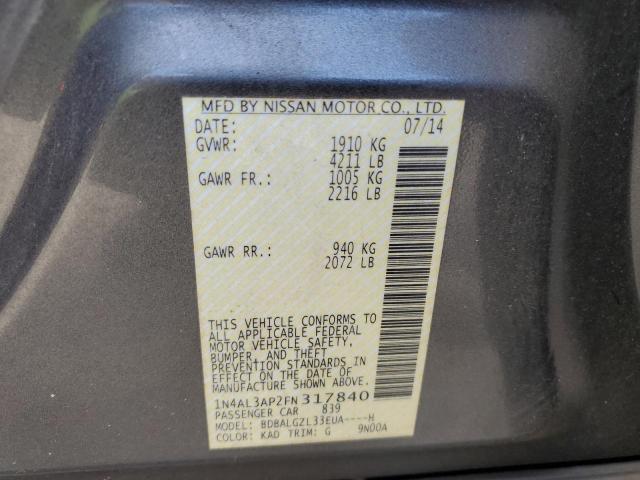 MFD BY NISSAN MOTOR.CO., LTD.
DATE: 07/14
GVWR: 1910 KG
4211 LB
GAWR FR.: 1005 KG
2216 LB
GAWR RR.: 940 KG
2072 LB
THIS VEHICLE CONFORMS TO
ALL APPLICABLE FEDERAL
MOTOR VEHICLE SAFETY,
BUMPER, AND THEFT
PREVENTION STANDARDS IN
EFFECT ON THE DATE OF
MANUFACTURE SHOWN ABOVE.
1N4AL3AP2FN317840
PASSENGER CAR 839
MODEL: BDBALGZL33EUA----H
COLOR: KAD TRIM: G 9N00A